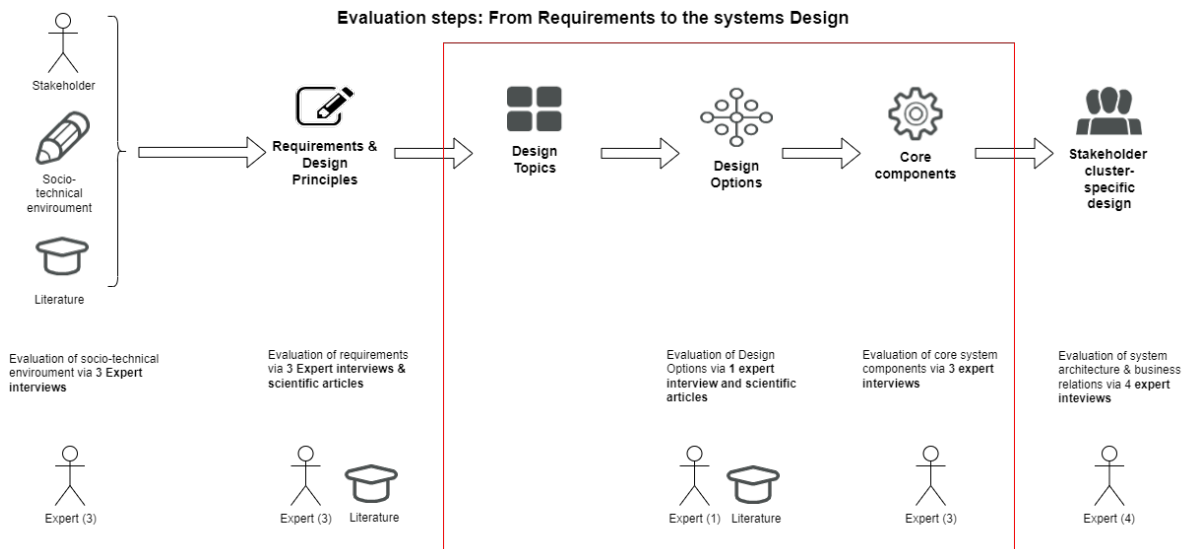 Evaluation steps: From Requirements to the systems Design
Stakeholder
Socio-
technical
enviroument
Literature
Requirements &
Design
Principles
Design
Topics
Design
Options
Core
components
Stakeholder
cluster-
specific
design
Evaluation of socio-technical
enviroument via 3 Expert
interviews
Evaluation of requirements
via 3 Expert interviews &
scientific articles
Evaluation of Design
Options via 1 expert
interview and scientific
articles
Evaluation of core system
components via 3 expert
interviews
Evaluation of system
architecture & business
relations via 4 expert
inteviews
Expert (3)
Expert (3)
Literature
Expert (1)
Literature
Expert (3)
Expert (4)